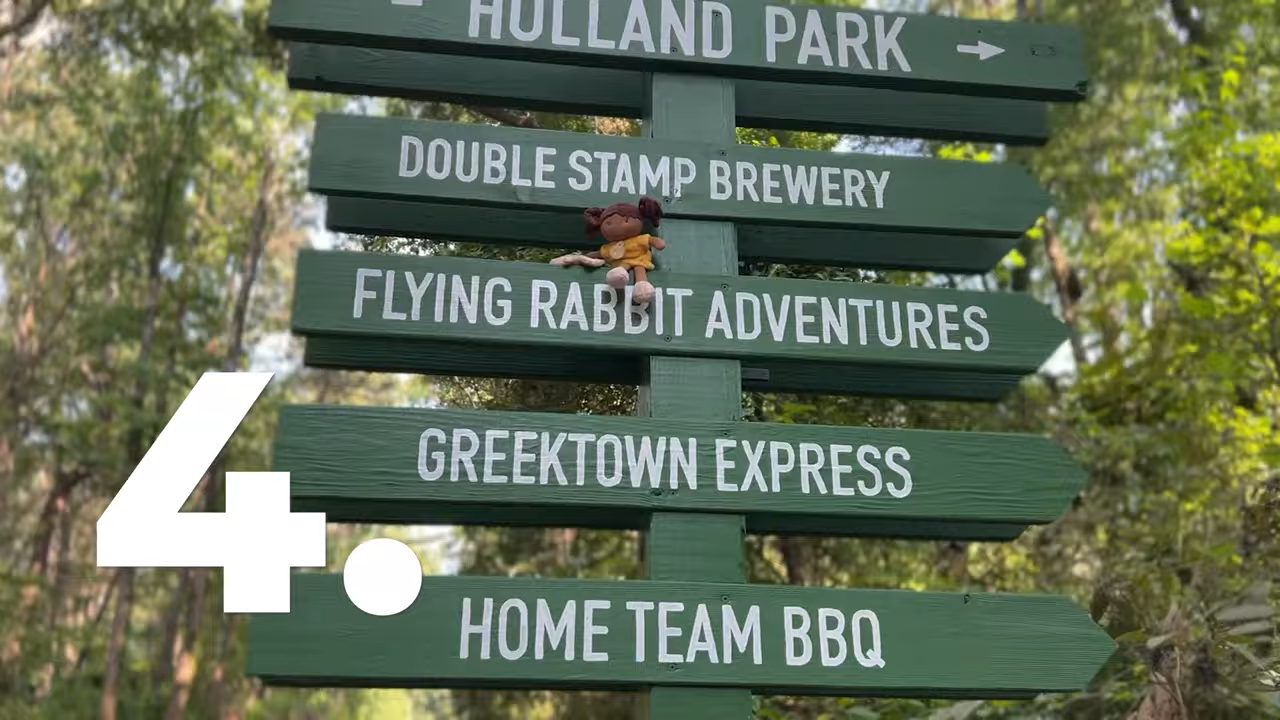 HOLLAND PARK
DOUBLE STAMP BREWERY
FLYING RABBIT ADVENTURES
GREEKTOWN EXPRESS
4.
HOME TEAM BBQ